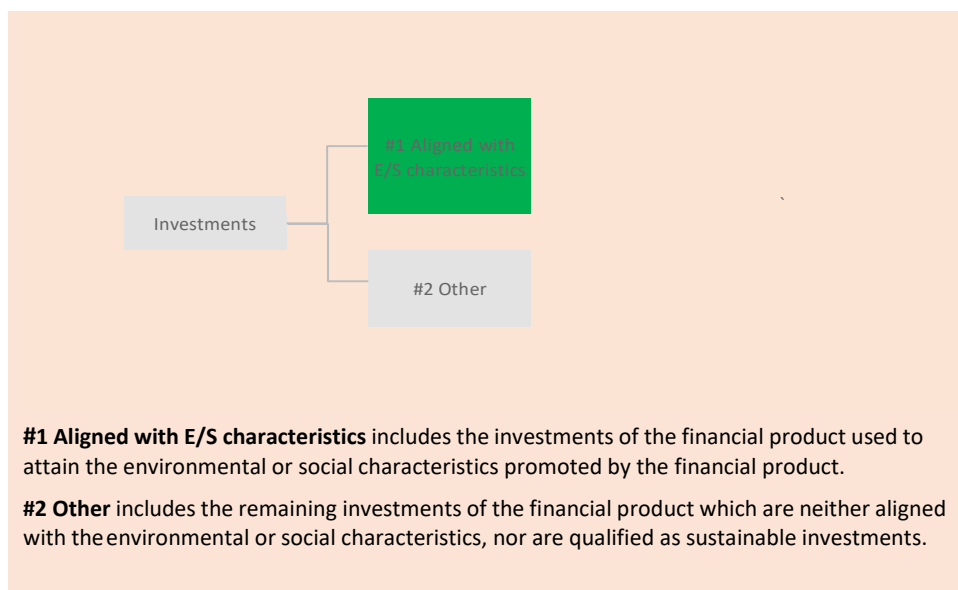 #1 Aligned with
E/S characteristics
Investments
`
#2 Other
#1 Aligned with E/S characteristics includes the investments of the financial product used to
attain the environmental or social characteristics promoted by the financial product.
#2 Other includes the remaining investments of the financial product which are neither aligned
with the environmental or social characteristics, nor are qualified as sustainable investments.